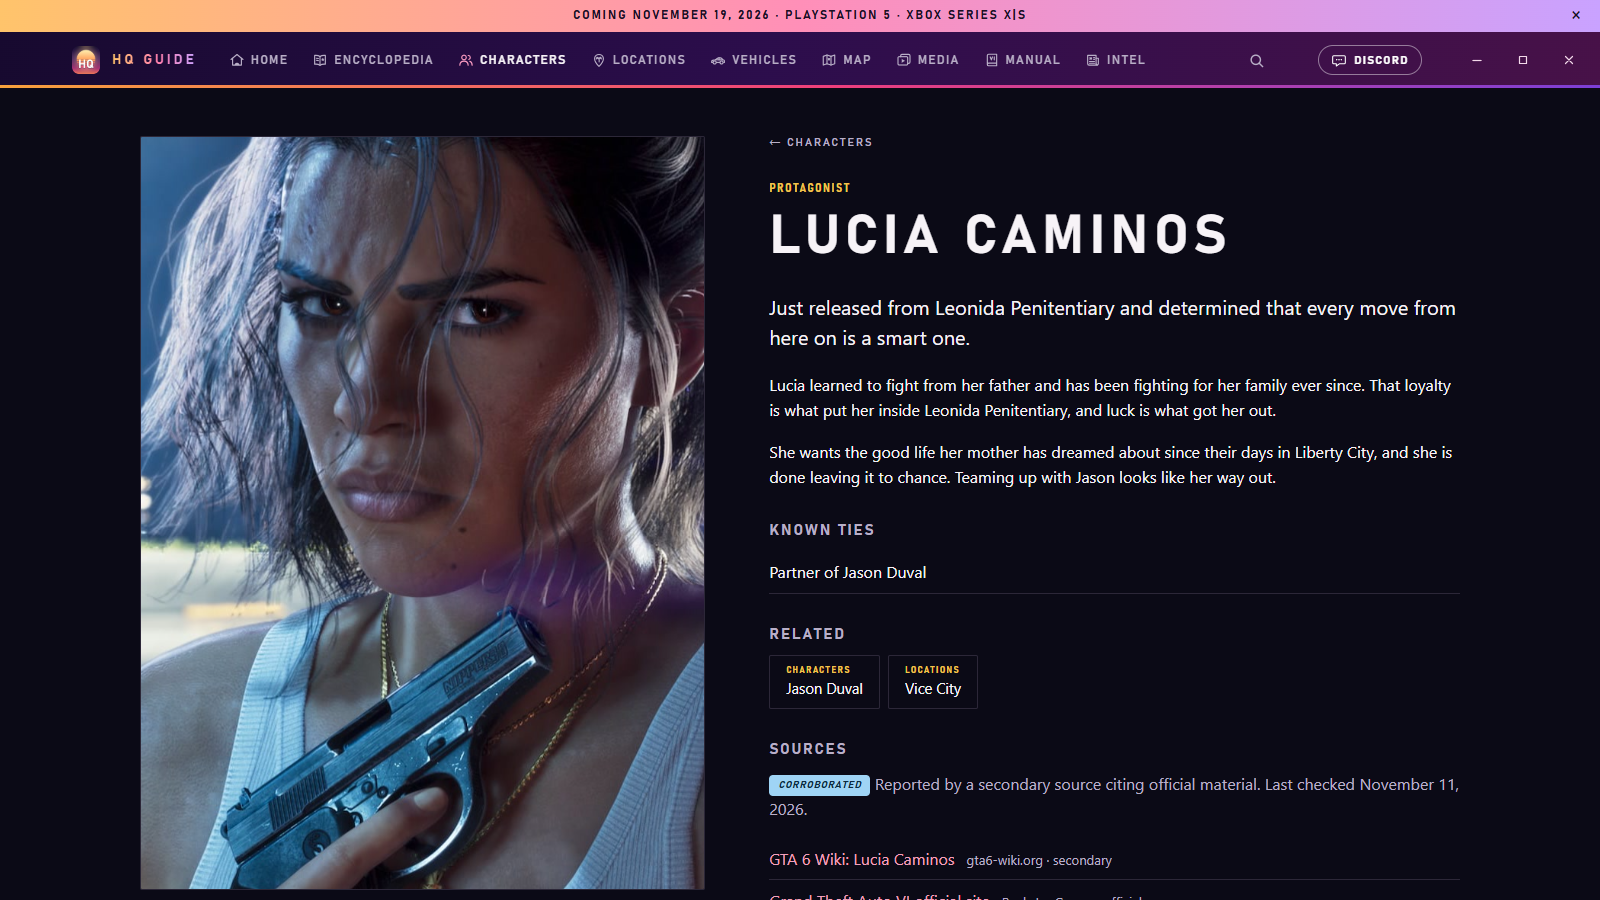 COMING NOVEMBER 19, 2026 · PLAYSTATION 5 · XBOX SERIES X|S
HQ
HQ GUIDE
HOME
ENCYCLOPEDIA
CHARACTERS
LOCATIONS
VEHICLES
MAP
MEDIA
MANUAL
INTEL
DISCORD
← CHARACTERS
PROTAGONIST
LUCIA CAMINOS
Just released from Leonida Penitentiary and determined that every move from
here on is a smart one.
Lucia learned to fight from her father and has been fighting for her family ever since. That loyalty
is what put her inside Leonida Penitentiary, and luck is what got her out.
She wants the good life her mother has dreamed about since their days in Liberty City, and she is
done leaving it to chance. Teaming up with Jason looks like her way out.
KNOWN TIES
Partner of Jason Duval
RELATED
CHARACTERS
Jason Duval
LOCATIONS
Vice City
SOURCES
CORROBORATED Reported by a secondary source citing official material. Last checked November 11,
2026.
GTA 6 Wiki: Lucia Caminos gta6-wiki.org · secondary